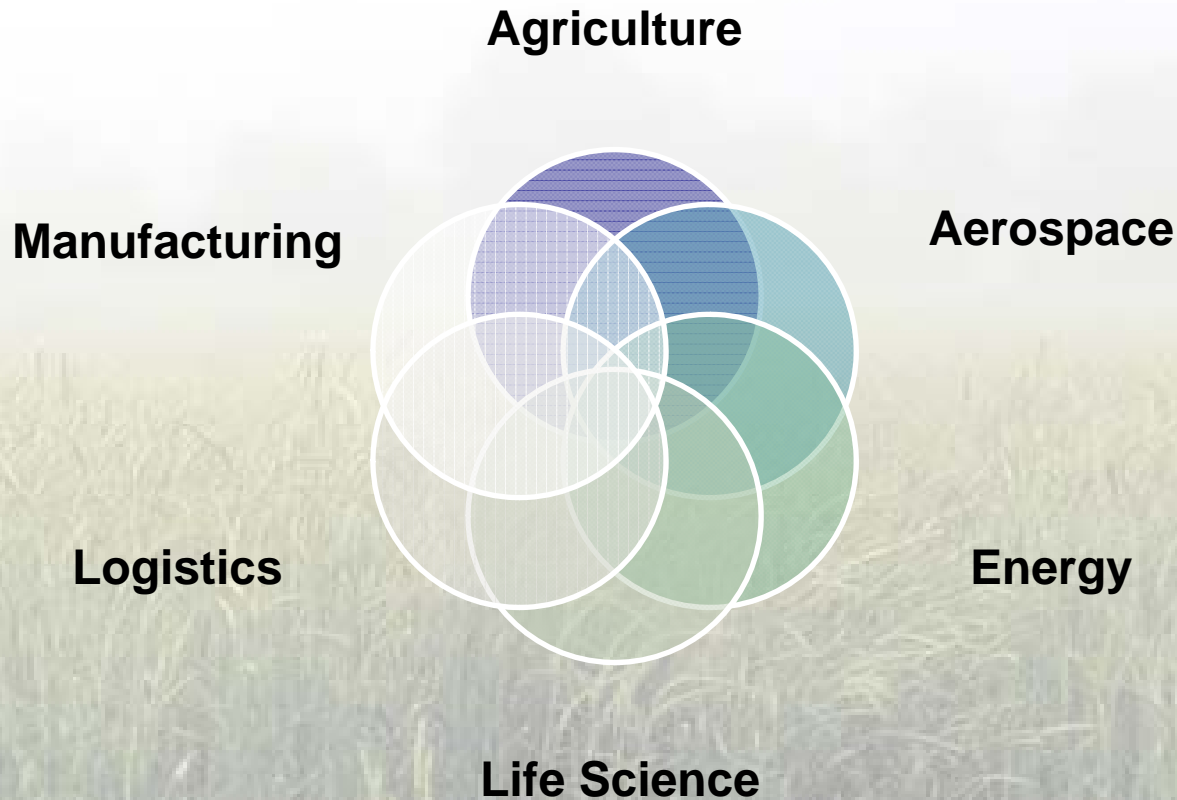 Agriculture
Manufacturing
Aerospace
Logistics
Energy
Life Science